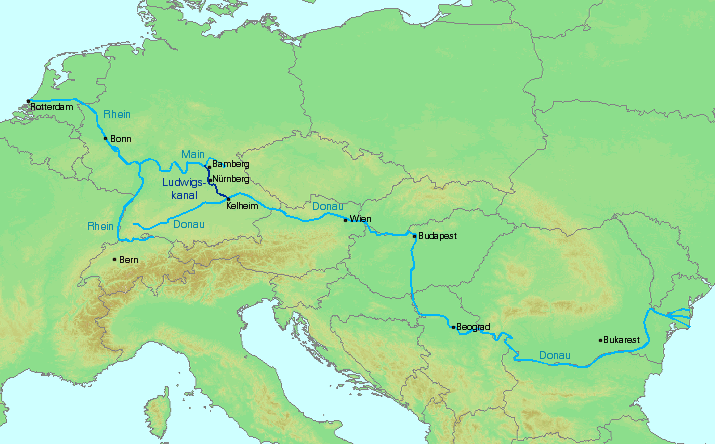 Rotterdam
Rhein
Bonn
Main
Bamberg
Nürnberg
Ludwigs-
kanal
Kelheim
Donau
Wien
Rhein
Donau
Budapest
Bern
Beograd
Bukarest
Donau